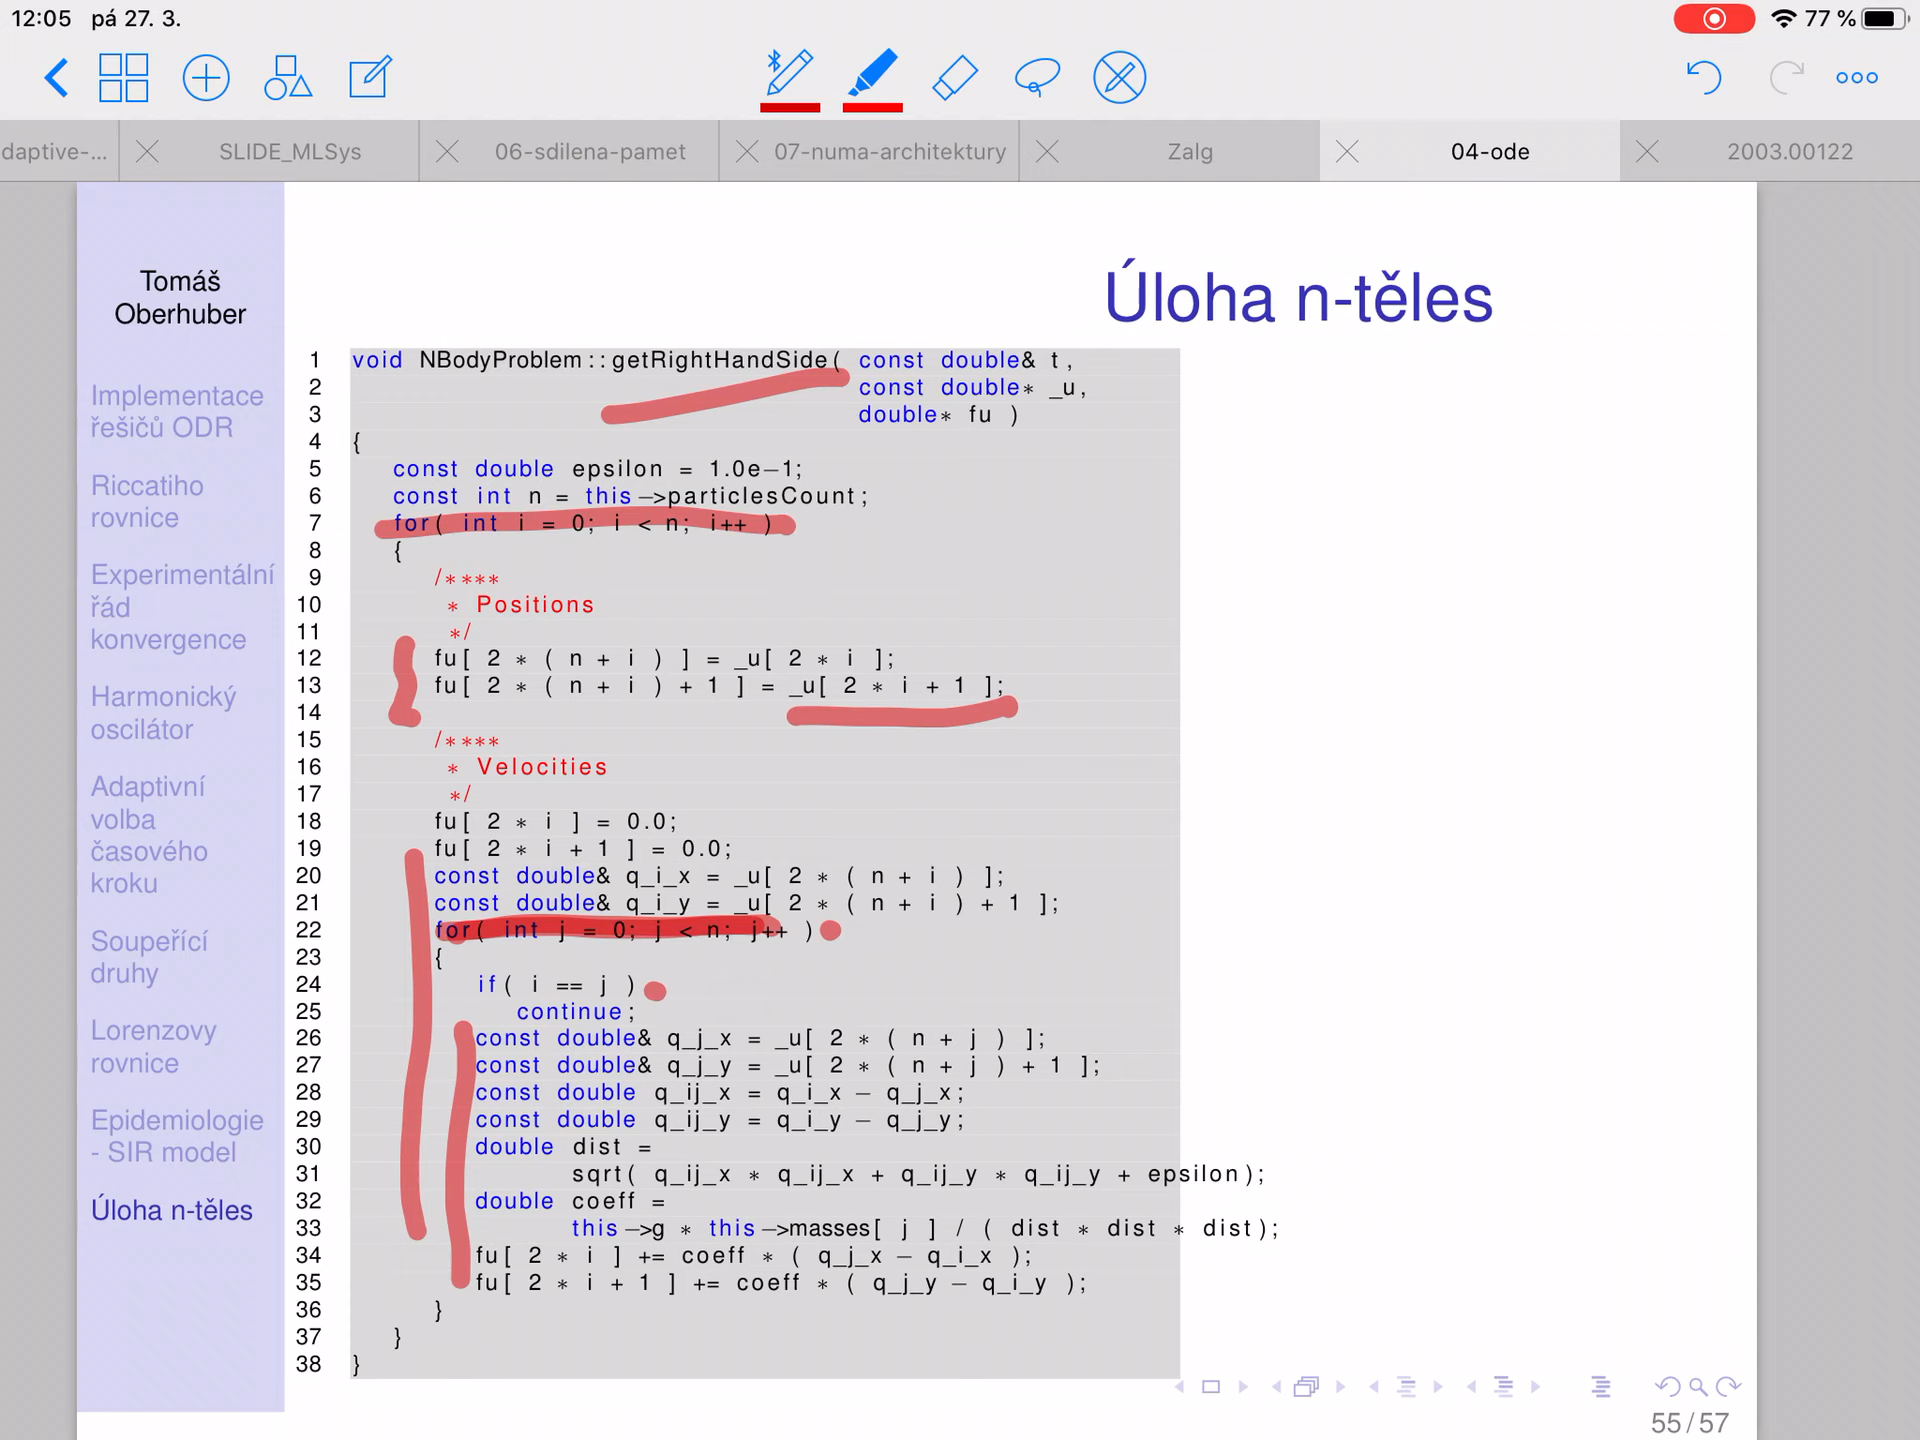 12:05 pá 27. 3.
77 %
daptive-...
SLIDE_MLSys
06-sdilena-pamet
07-numa-architektury
Zalg
04-ode
2003.00122
Tomáš
Oberhuber
Implementace
řešičů ODR
Riccatiho
rovnice
Experimentální
řád
konvergence
Harmonický
oscilátor
Adaptivní
volba
časového
kroku
Soupeřící
druhy
Lorenzovy
rovnice
Epidemiologie
- SIR model
Úloha n-těles
Úloha n-těles
1 void NBodyProblem::getRightHandSide( const double& t,
2 const double* _u,
3 double* fu )
4 {
5 const double epsilon = 1.0e-1;
6 const int n = this->particlesCount;
7 for( int i = 0; i < n; i++ )
8 {
9 /****
10 * Positions
11 */
12 fu[ 2 * ( n + i ) ] = _u[ 2 * i ];
13 fu[ 2 * ( n + i ) + 1 ] = _u[ 2 * i + 1 ];
14
15 /****
16 * Velocities
17 */
18 fu[ 2 * i ] = 0.0;
19 fu[ 2 * i + 1 ] = 0.0;
20 const double& q_i_x = _u[ 2 * ( n + i ) ];
21 const double& q_i_y = _u[ 2 * ( n + i ) + 1 ];
22 for( int j = 0; j < n; j++ )
23 {
24 if( i == j )
25 continue;
26 const double& q_j_x = _u[ 2 * ( n + j ) ];
27 const double& q_j_y = _u[ 2 * ( n + j ) + 1 ];
28 const double q_ij_x = q_i_x - q_j_x;
29 const double q_ij_y = q_i_y - q_j_y;
30 double dist =
31 sqrt( q_ij_x * q_ij_x + q_ij_y * q_ij_y + epsilon);
32 double coeff =
33 this->g * this->masses[ j ] / ( dist * dist * dist);
34 fu[ 2 * i ] += coeff * ( q_j_x - q_i_x );
35 fu[ 2 * i + 1 ] += coeff * ( q_j_y - q_i_y );
36 }
37 }
38 }
55 / 57